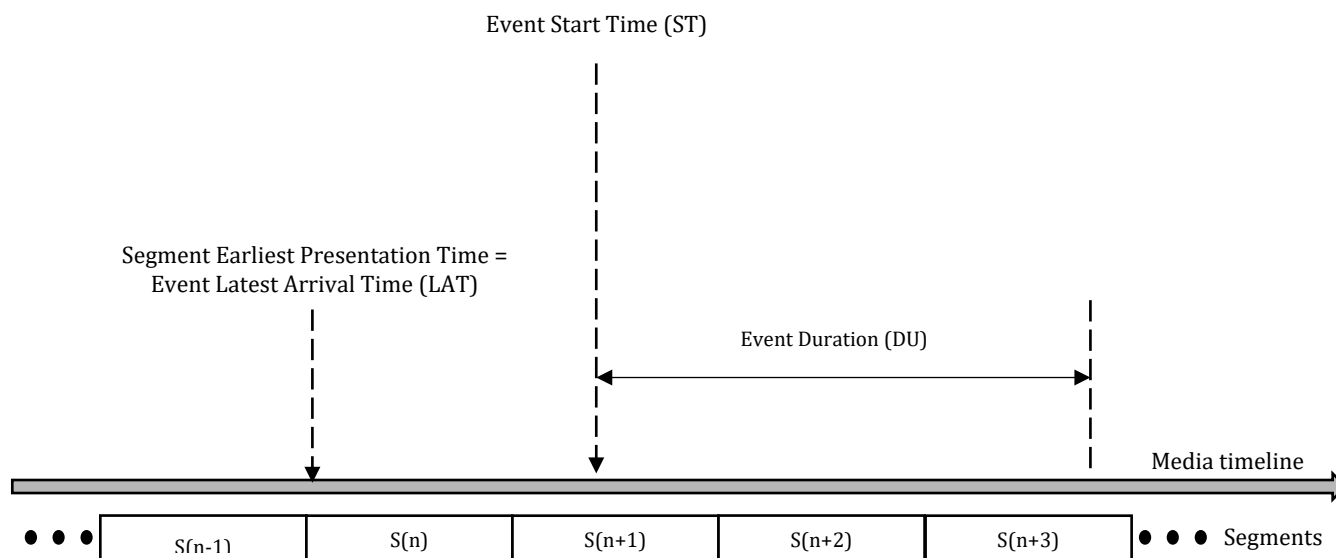 Event Start Time (ST)
Segment Earliest Presentation Time =
Event Latest Arrival Time (LAT)
Event Duration (DU)
Media timeline
S(n-1)
S(n)
S(n+1)
S(n+2)
S(n+3)
Segments